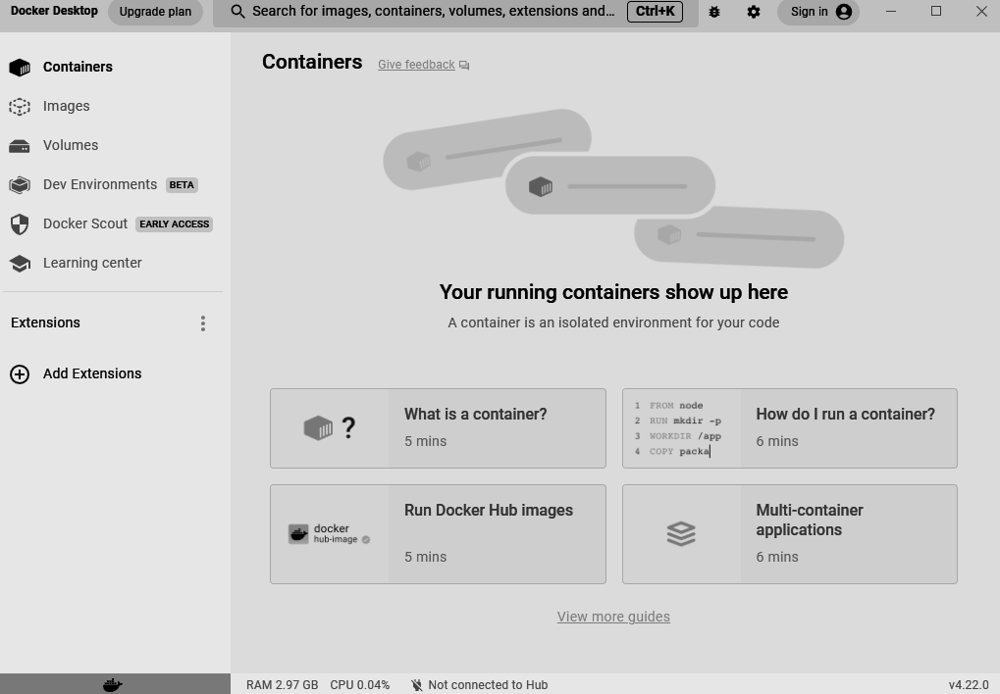 Docker Desktop
Upgrade plan
Search for images, containers, volumes, extensions and...
Ctrl+K
Sign in
Containers
Images
Volumes
Dev Environments BETA
Docker Scout EARLY ACCESS
Learning center
Extensions
Add Extensions
Containers Give feedback
Your running containers show up here
A container is an isolated environment for your code
?
What is a container?
5 mins
1 FROM node
2 RUN mkdir -p
3 WORKDIR /app
4 COPY packa
How do I run a container?
6 mins
docker
hub-image
Run Docker Hub images
5 mins
Multi-container
applications
6 mins
View more guides
RAM 2.97 GB CPU 0.04% Not connected to Hub v4.22.0